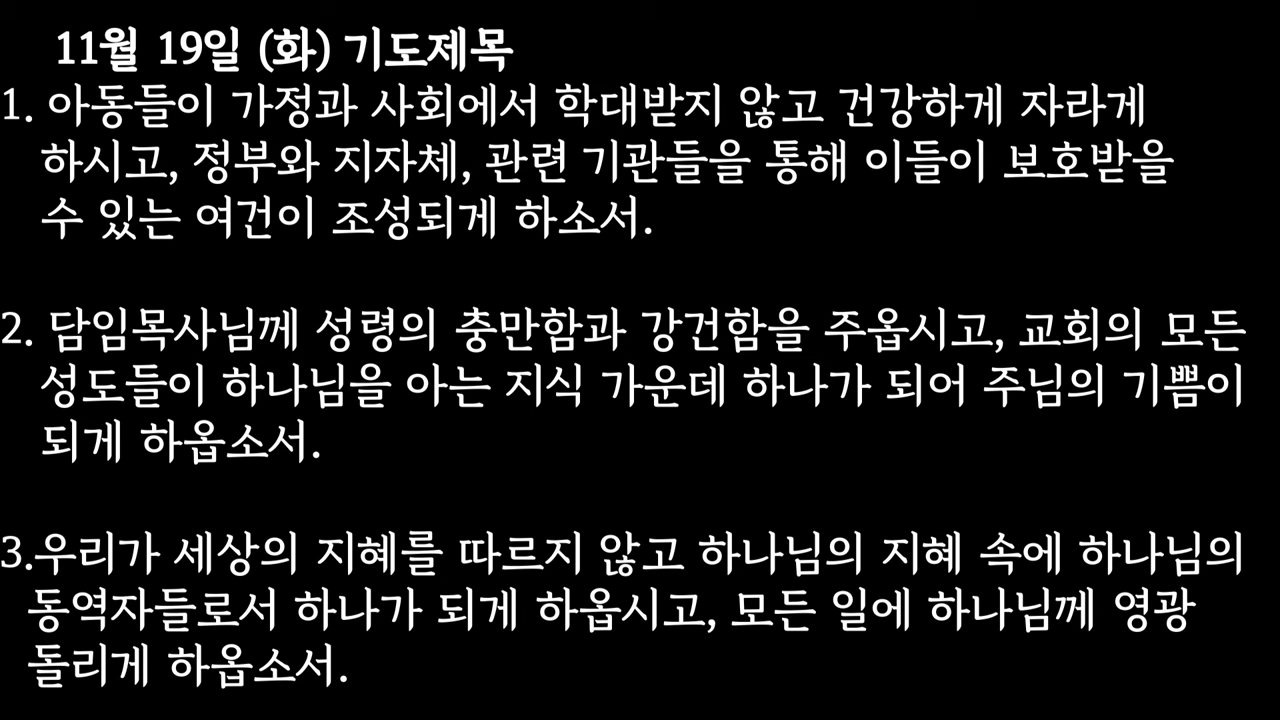 11월 19일 (화) 기도제목
1. 아동들이 가정과 사회에서 학대받지 않고 건강하게 자라게
하시고, 정부와 지자체, 관련 기관들을 통해 이들이 보호받을
수 있는 여건이 조성되게 하소서.
2. 담임목사님께 성령의 충만함과 강건함을 주옵시고, 교회의 모든
성도들이 하나님을 아는 지식 가운데 하나가 되어 주님의 기쁨이
되게 하옵소서.
3.우리가 세상의 지혜를 따르지 않고 하나님의 지혜 속에 하나님의
동역자들로서 하나가 되게 하옵시고, 모든 일에 하나님께 영광
돌리게 하옵소서.